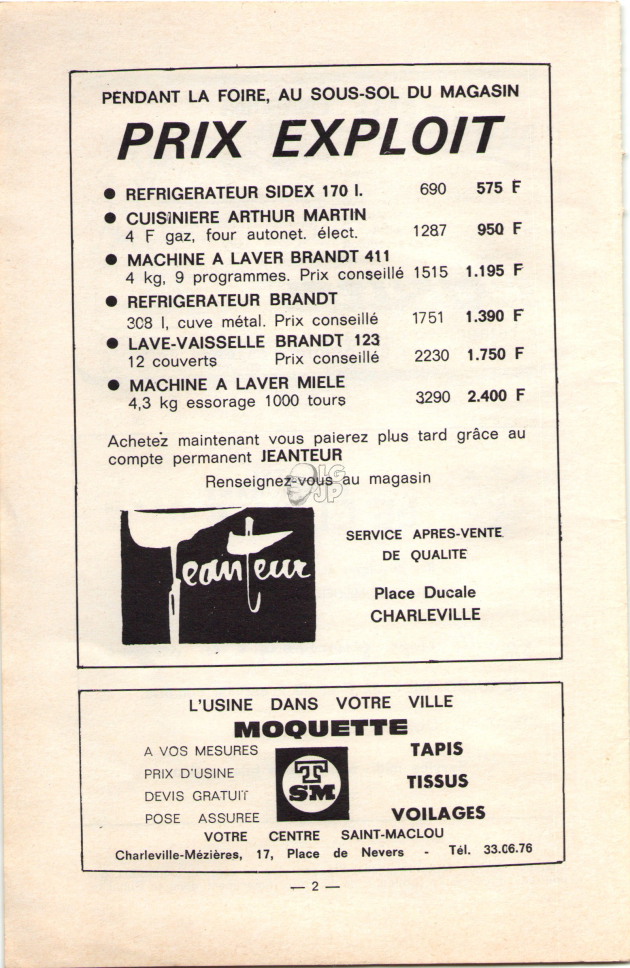 PENDANT LA FOIRE, AU SOUS-SOL DU MAGASIN
PRIX EXPLOIT
● REFRIGERATEUR SIDEX 170 l. 690 575 F
● CUISINIERE ARTHUR MARTIN
4 F gaz, four autonet. élect. 1287 950 F
● MACHINE A LAVER BRANDT 411
4 kg, 9 programmes. Prix conseillé 1515 1.195 F
● REFRIGERATEUR BRANDT
308 l, cuve métal. Prix conseillé 1751 1.390 F
● LAVE-VAISSELLE BRANDT 123
12 couverts Prix conseillé 2230 1.750 F
● MACHINE A LAVER MIELE
4,3 kg essorage 1000 tours 3290 2.400 F
Achetez maintenant vous paierez plus tard grâce au
compte permanent JEANTEUR
Renseignez-vous au magasin
LG
JP
Jeanteur
SERVICE APRES-VENTE
DE QUALITE
Place Ducale
CHARLEVILLE
L'USINE DANS VOTRE VILLE
MOQUETTE
A VOS MESURES
PRIX D'USINE
DEVIS GRATUIT
POSE ASSUREE
T
SM
TAPIS
TISSUS
VOILAGES
VOTRE CENTRE SAINT-MACLOU
Charleville-Mézières, 17, Place de Nevers - Tél. 33.06.76
— 2 —